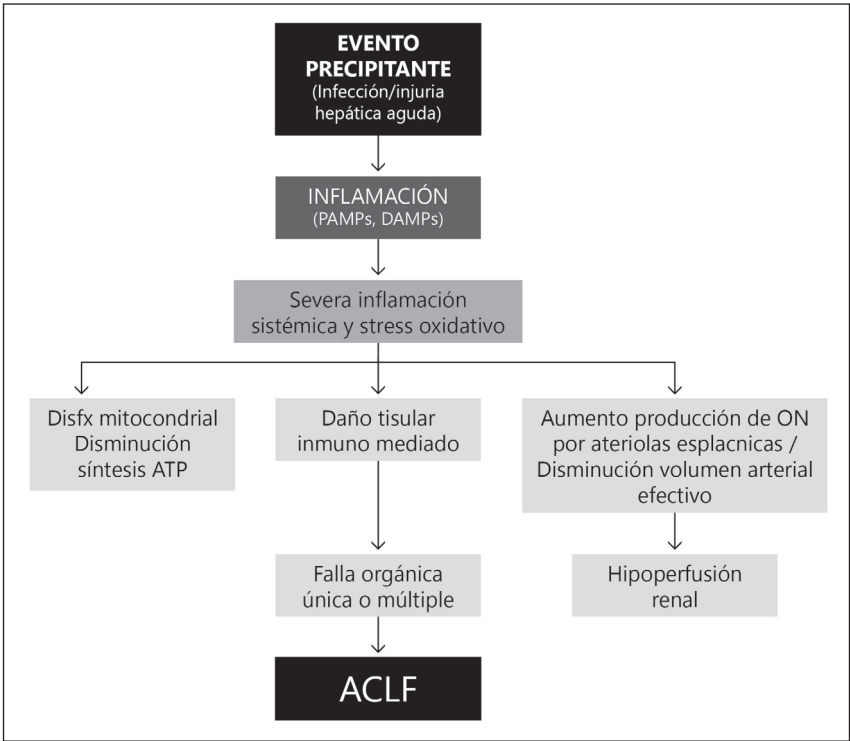 EVENTO
PRECIPITANTE
(Infección/injuria
hepática aguda)
INFLAMACIÓN
(PAMPs, DAMPs)
Severa inflamación
sistémica y stress oxidativo
Disfx mitocondrial
Disminución
síntesis ATP
Daño tisular
inmuno mediado
Aumento producción de ON
por ateriolas esplacnicas /
Disminución volumen arterial
efectivo
Falla orgánica
única o múltiple
Hipoperfusión
renal
ACLF